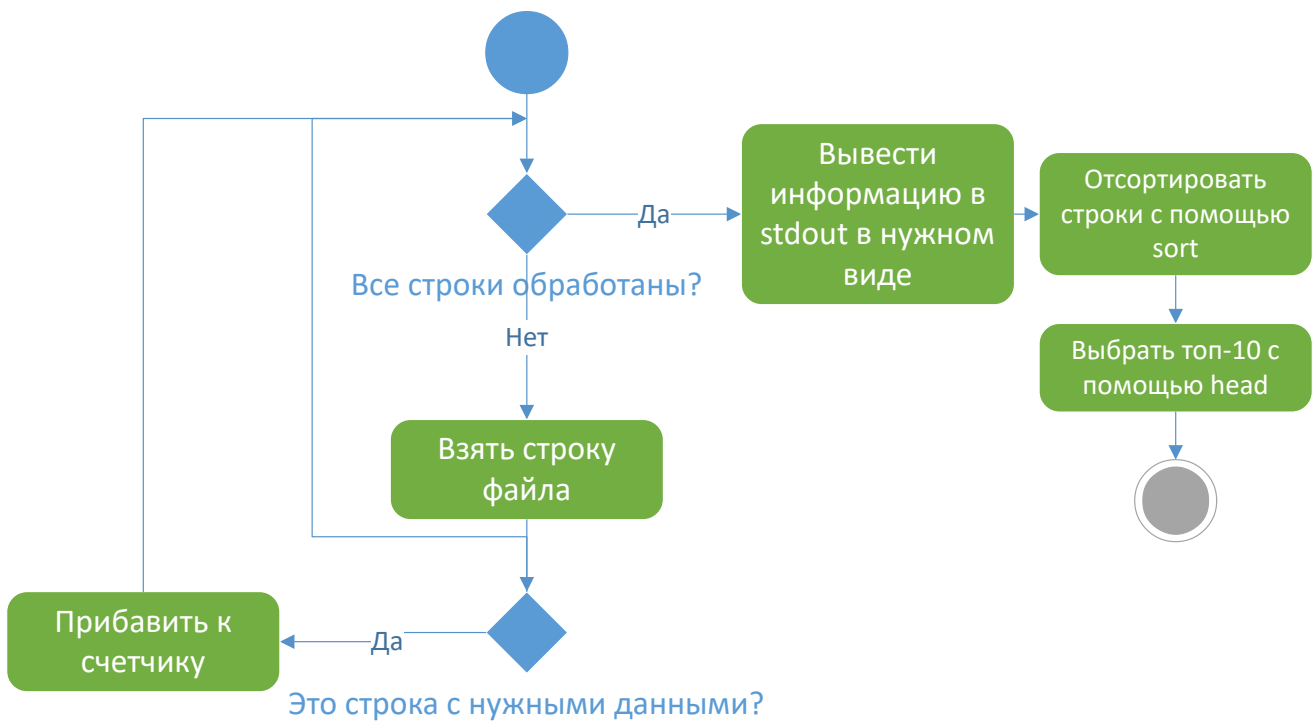 Вывести
информацию в
stdout в нужном
виде
Отсортировать
строки с помощью
sort
Да
Все строки обработаны?
Нет
Выбрать топ-10 с
помощью head
Взять строку
файла
Прибавить к
счетчику
Да
Это строка с нужными данными?